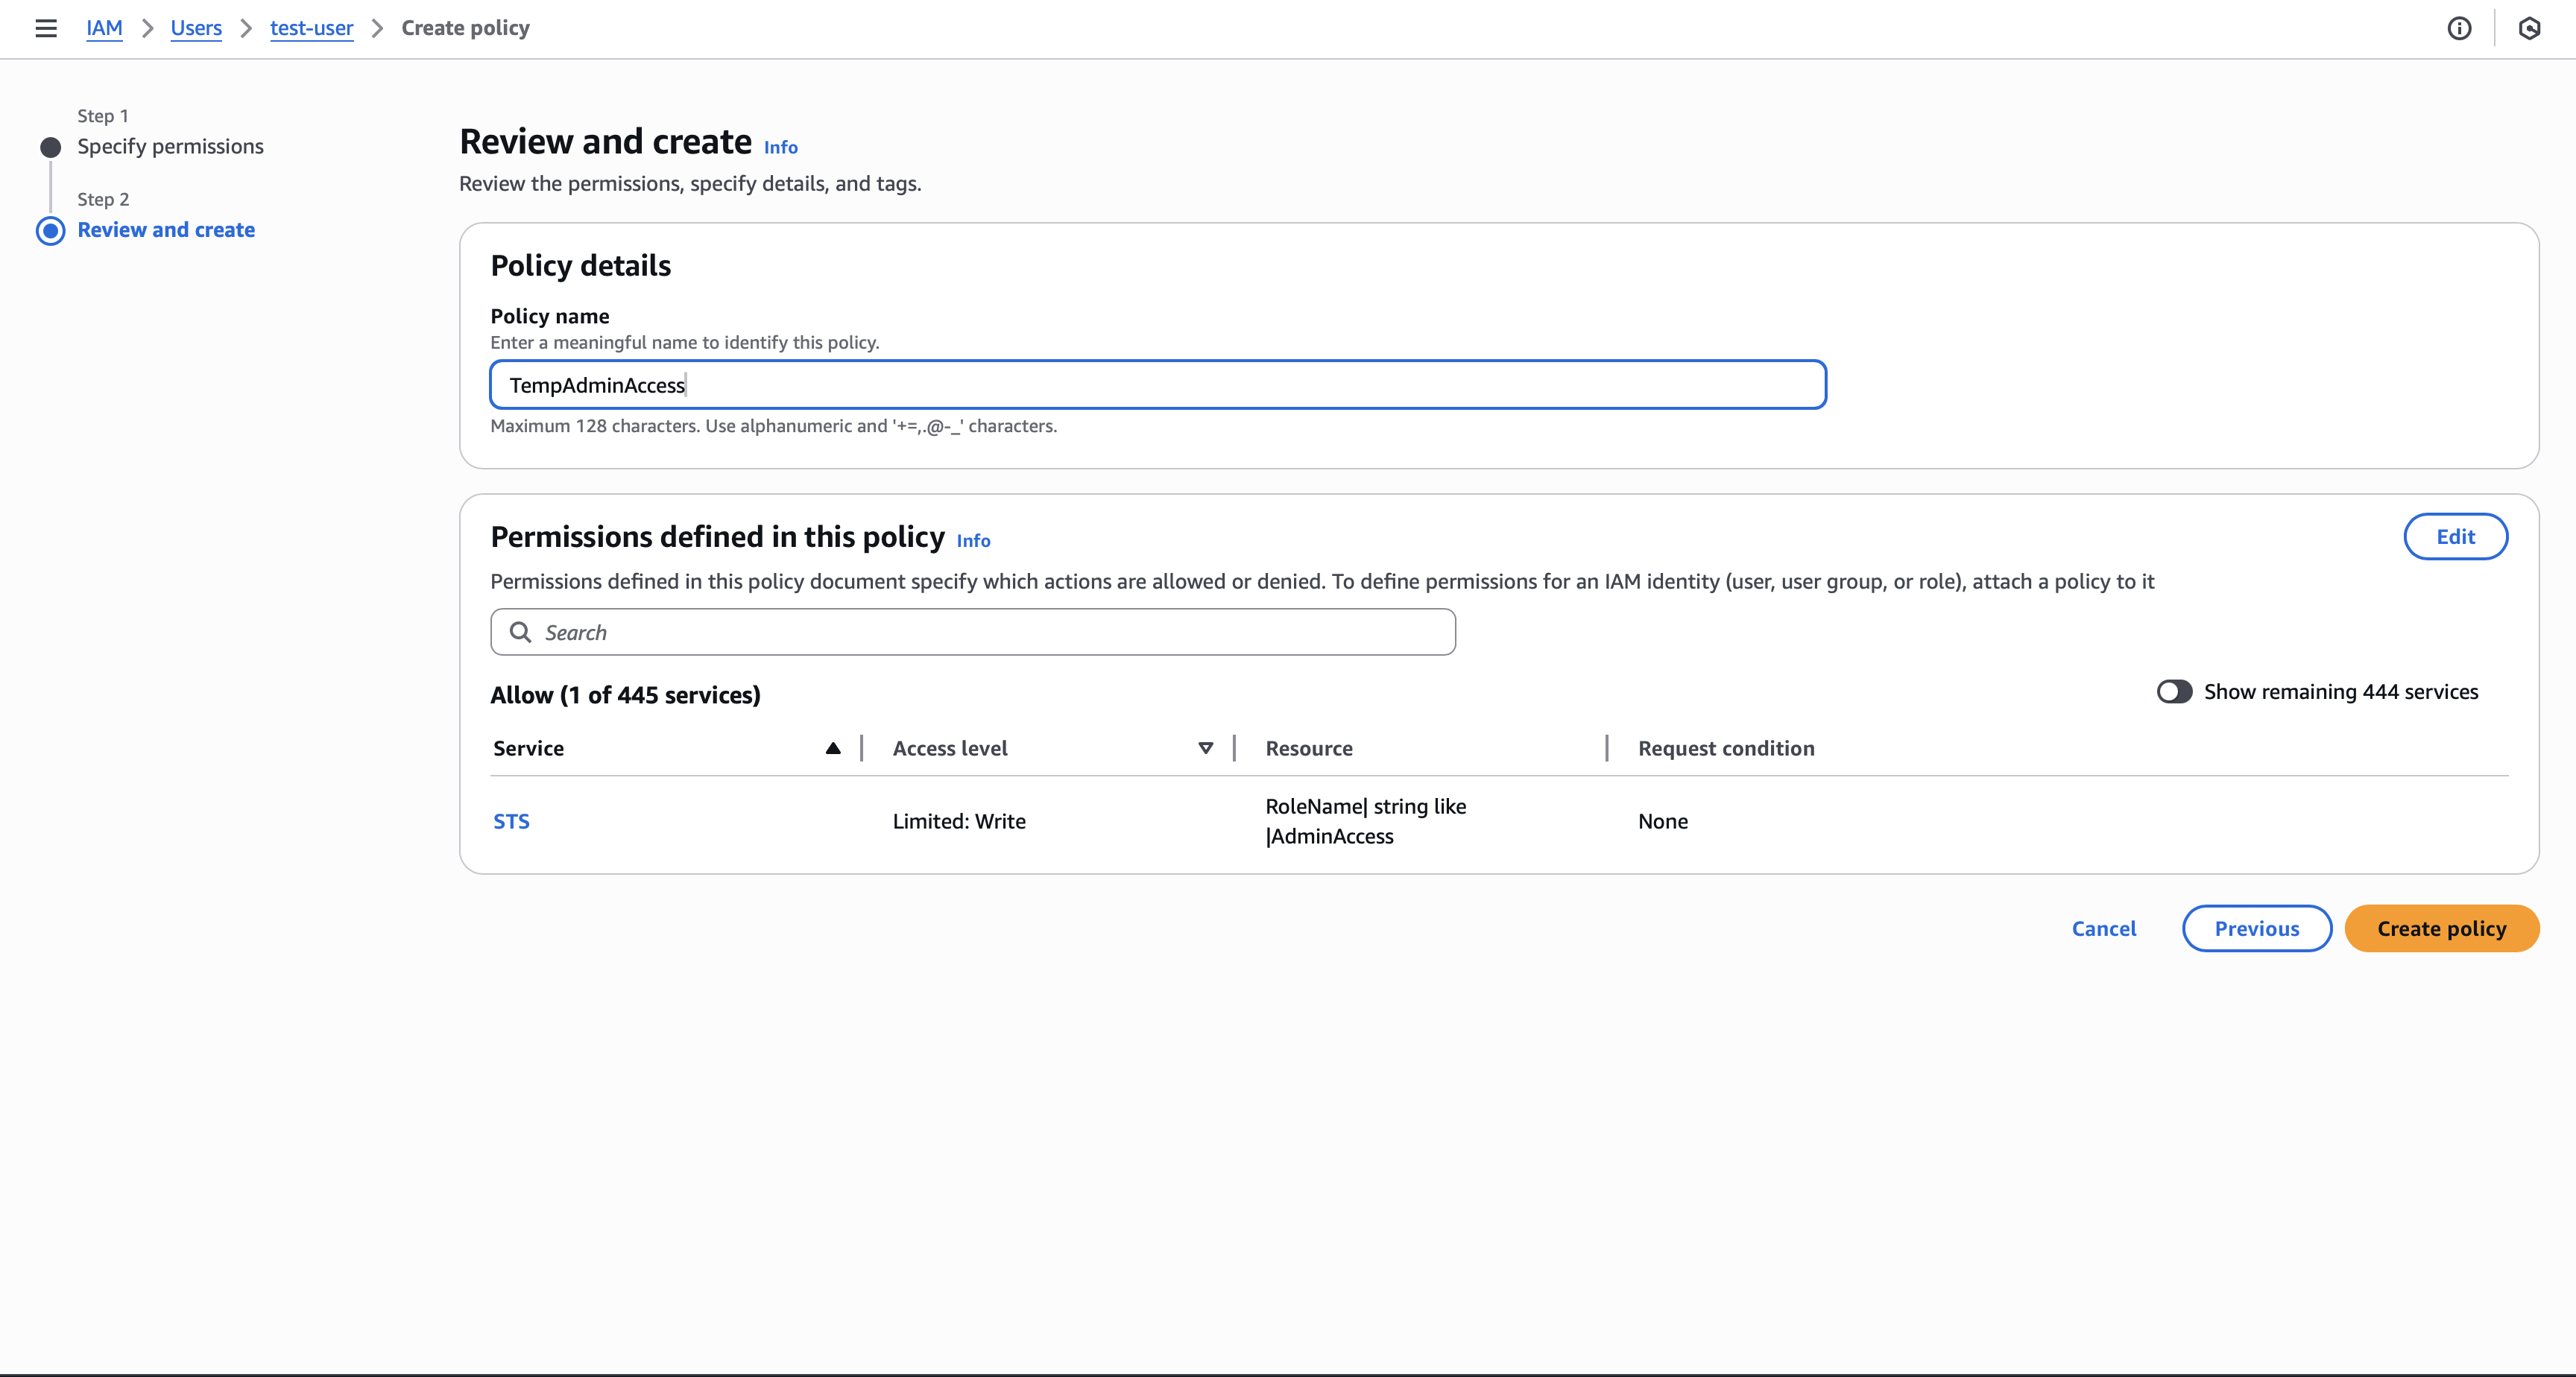 IAM > Users > test-user > Create policy
Step 1
Specify permissions
Step 2
Review and create
Review and create Info
Review the permissions, specify details, and tags.
Policy details
Policy name
Enter a meaningful name to identify this policy.
TempAdminAccess
Maximum 128 characters. Use alphanumeric and '+=,.@-_' characters.
Permissions defined in this policy Info
Edit
Permissions defined in this policy document specify which actions are allowed or denied. To define permissions for an IAM identity (user, user group, or role), attach a policy to it
Search
Allow (1 of 445 services)
Show remaining 444 services
Service Access level Resource Request condition
STS Limited: Write RoleName| string like |AdminAccess None
Cancel Previous Create policy